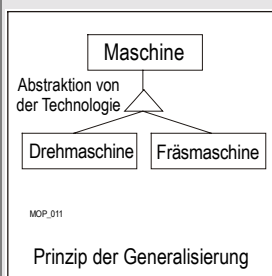 Maschine
Abstraktion von
der Technologie
Drehmaschine
Fräsmaschine
MOP_011
Prinzip der Generalisierung